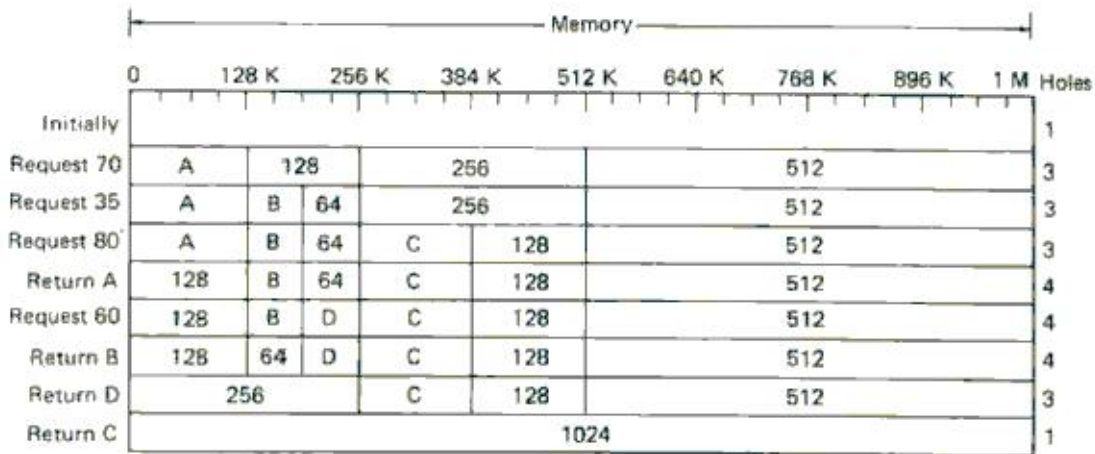 Memory
0 128 K 256 K 384 K 512 K 640 K 768 K 896 K 1 M Holes
Initially 1
Request 70 A 128 256 512 3
Request 35 A B 64 256 512 3
Request 80 A B 64 C 128 512 3
Return A 128 B 64 C 128 512 4
Request 60 128 B D C 128 512 4
Return B 128 64 D C 128 512 4
Return D 256 C 128 512 3
Return C 1024 1